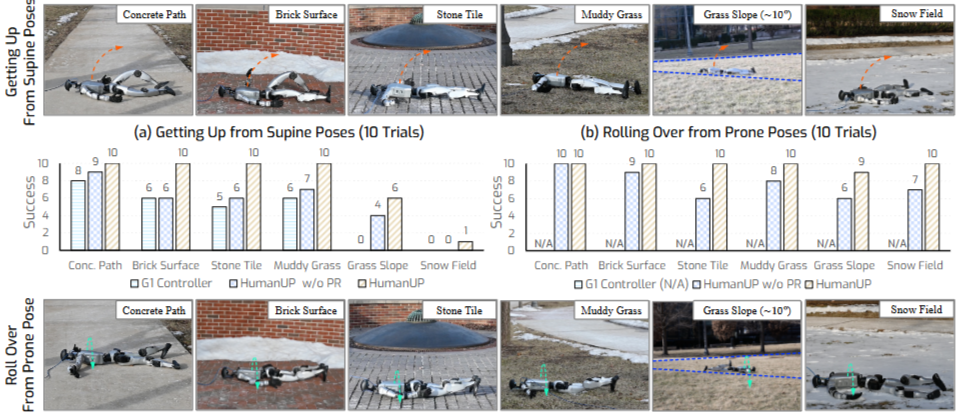 Getting Up
From Supine Poses
Concrete Path
Brick Surface
Stone Tile
Muddy Grass
Grass Slope (~10°)
Snow Field
(a) Getting Up from Supine Poses (10 Trials)
Success
10
8
6
4
2
0
8 9 10
6 6 10
5 6 10
6 7 10
0 4 6
0 0 1
Conc. Path Brick Surface Stone Tile Muddy Grass Grass Slope Snow Field
G1 Controller HumanUP w/o PR HumanUP
(b) Rolling Over from Prone Poses (10 Trials)
Success
10
8
6
4
2
0
N/A 10 10
N/A 9 10
N/A 6 10
N/A 8 10
N/A 6 9
N/A 7 10
Conc. Path Brick Surface Stone Tile Muddy Grass Grass Slope Snow Field
G1 Controller (N/A) HumanUP w/o PR HumanUP
Roll Over
From Prone Pose
Concrete Path
Brick Surface
Stone Tile
Muddy Grass
Grass Slope (~10°)
Snow Field